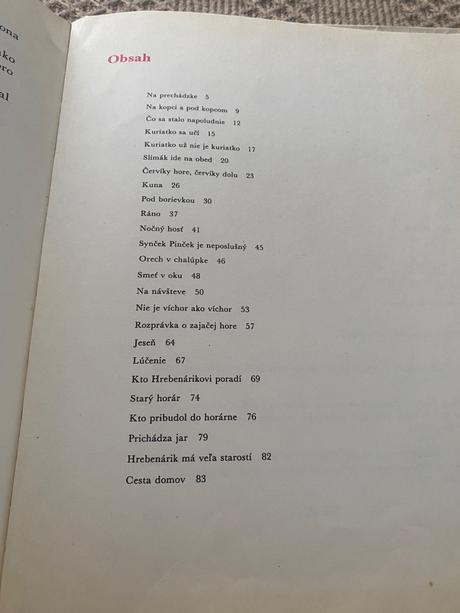 ona
Obsah
Na prechádzke 5
Na kopci a pod kopcom 9
Čo sa stalo napoludnie 12
Kuriatko sa učí 15
Kuriatko už nie je kuriatko 17
Slimák ide na obed 20
Červíky hore, červíky dolu 23
Kuna 26
Pod borievkou 30
Ráno 37
Nočný hosť 41
Synček Pinček je neposlušný 45
Orech v chalúpke 46
Smeť v oku 48
Na návšteve 50
Nie je víchor ako víchor 53
Rozprávka o zajačej hore 57
Jeseň 64
Lúčenie 67
Kto Hrebenárikovi poradí 69
Starý horár 74
Kto pribudol do horárne 76
Prichádza jar 79
Hrebenárik má veľa starostí 82
Cesta domov 83